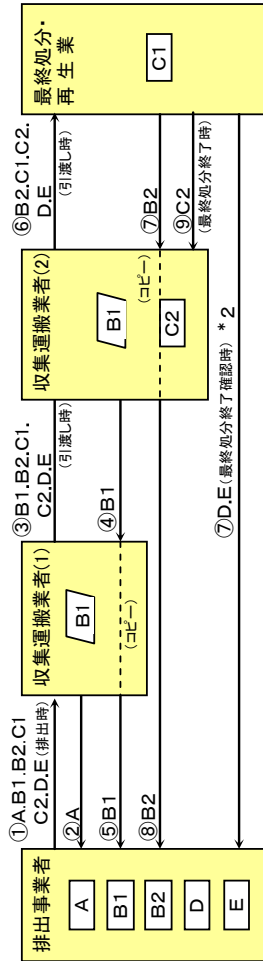 排出事業者
A
B1
B2
D
E
①A.B1.B2.C1
C2.D.E(排出時)
②A
⑤B1
⑧B2
収集運搬業者(1)
B1
(コピー)
③B1.B2.C1.
C2.D.E
(引渡し時)
④B1
収集運搬業者(2)
B1
(コピー)
C2
⑥B2.C1.C2.
D.E
(引渡し時)
⑦B2
⑨C2
(最終処分終了時)
⑦D.E(最終処分終了確認時) *2
最終処分・
再生業
C1